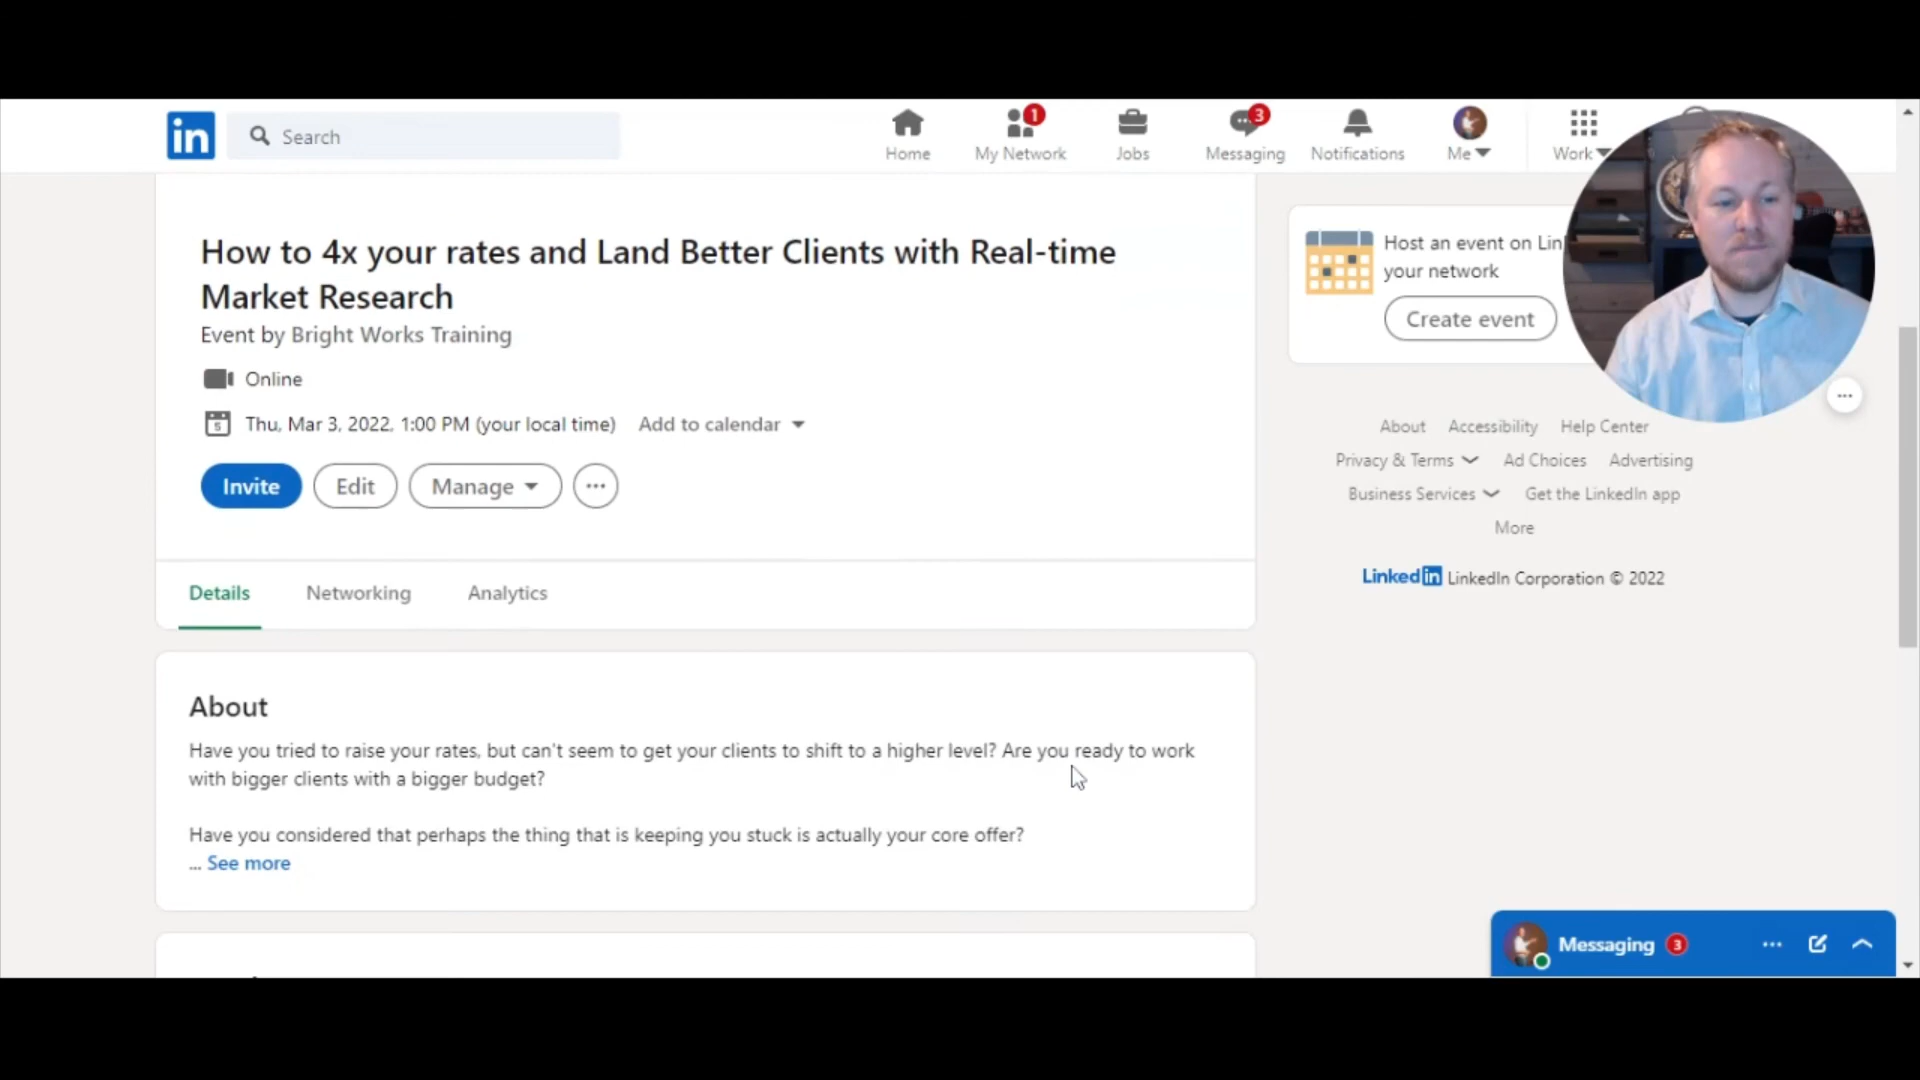 in
Search
Home
My Network
1
Jobs
Messaging
3
Notifications
Me
Work
How to 4x your rates and Land Better Clients with Real-time
Market Research
Event by Bright Works Training
Online
5
Thu, Mar 3, 2022, 1:00 PM (your local time)
Add to calendar
Invite
Edit
Manage
...
Details
Networking
Analytics
About
Have you tried to raise your rates, but can't seem to get your clients to shift to a higher level? Are you ready to work
with bigger clients with a bigger budget?
Have you considered that perhaps the thing that is keeping you stuck is actually your core offer?
... See more
Host an event on Lin
your network
Create event
...
About Accessibility Help Center
Privacy & Terms Ad Choices Advertising
Business Services Get the LinkedIn app
More
LinkedIn LinkedIn Corporation © 2022
Messaging 3 ...